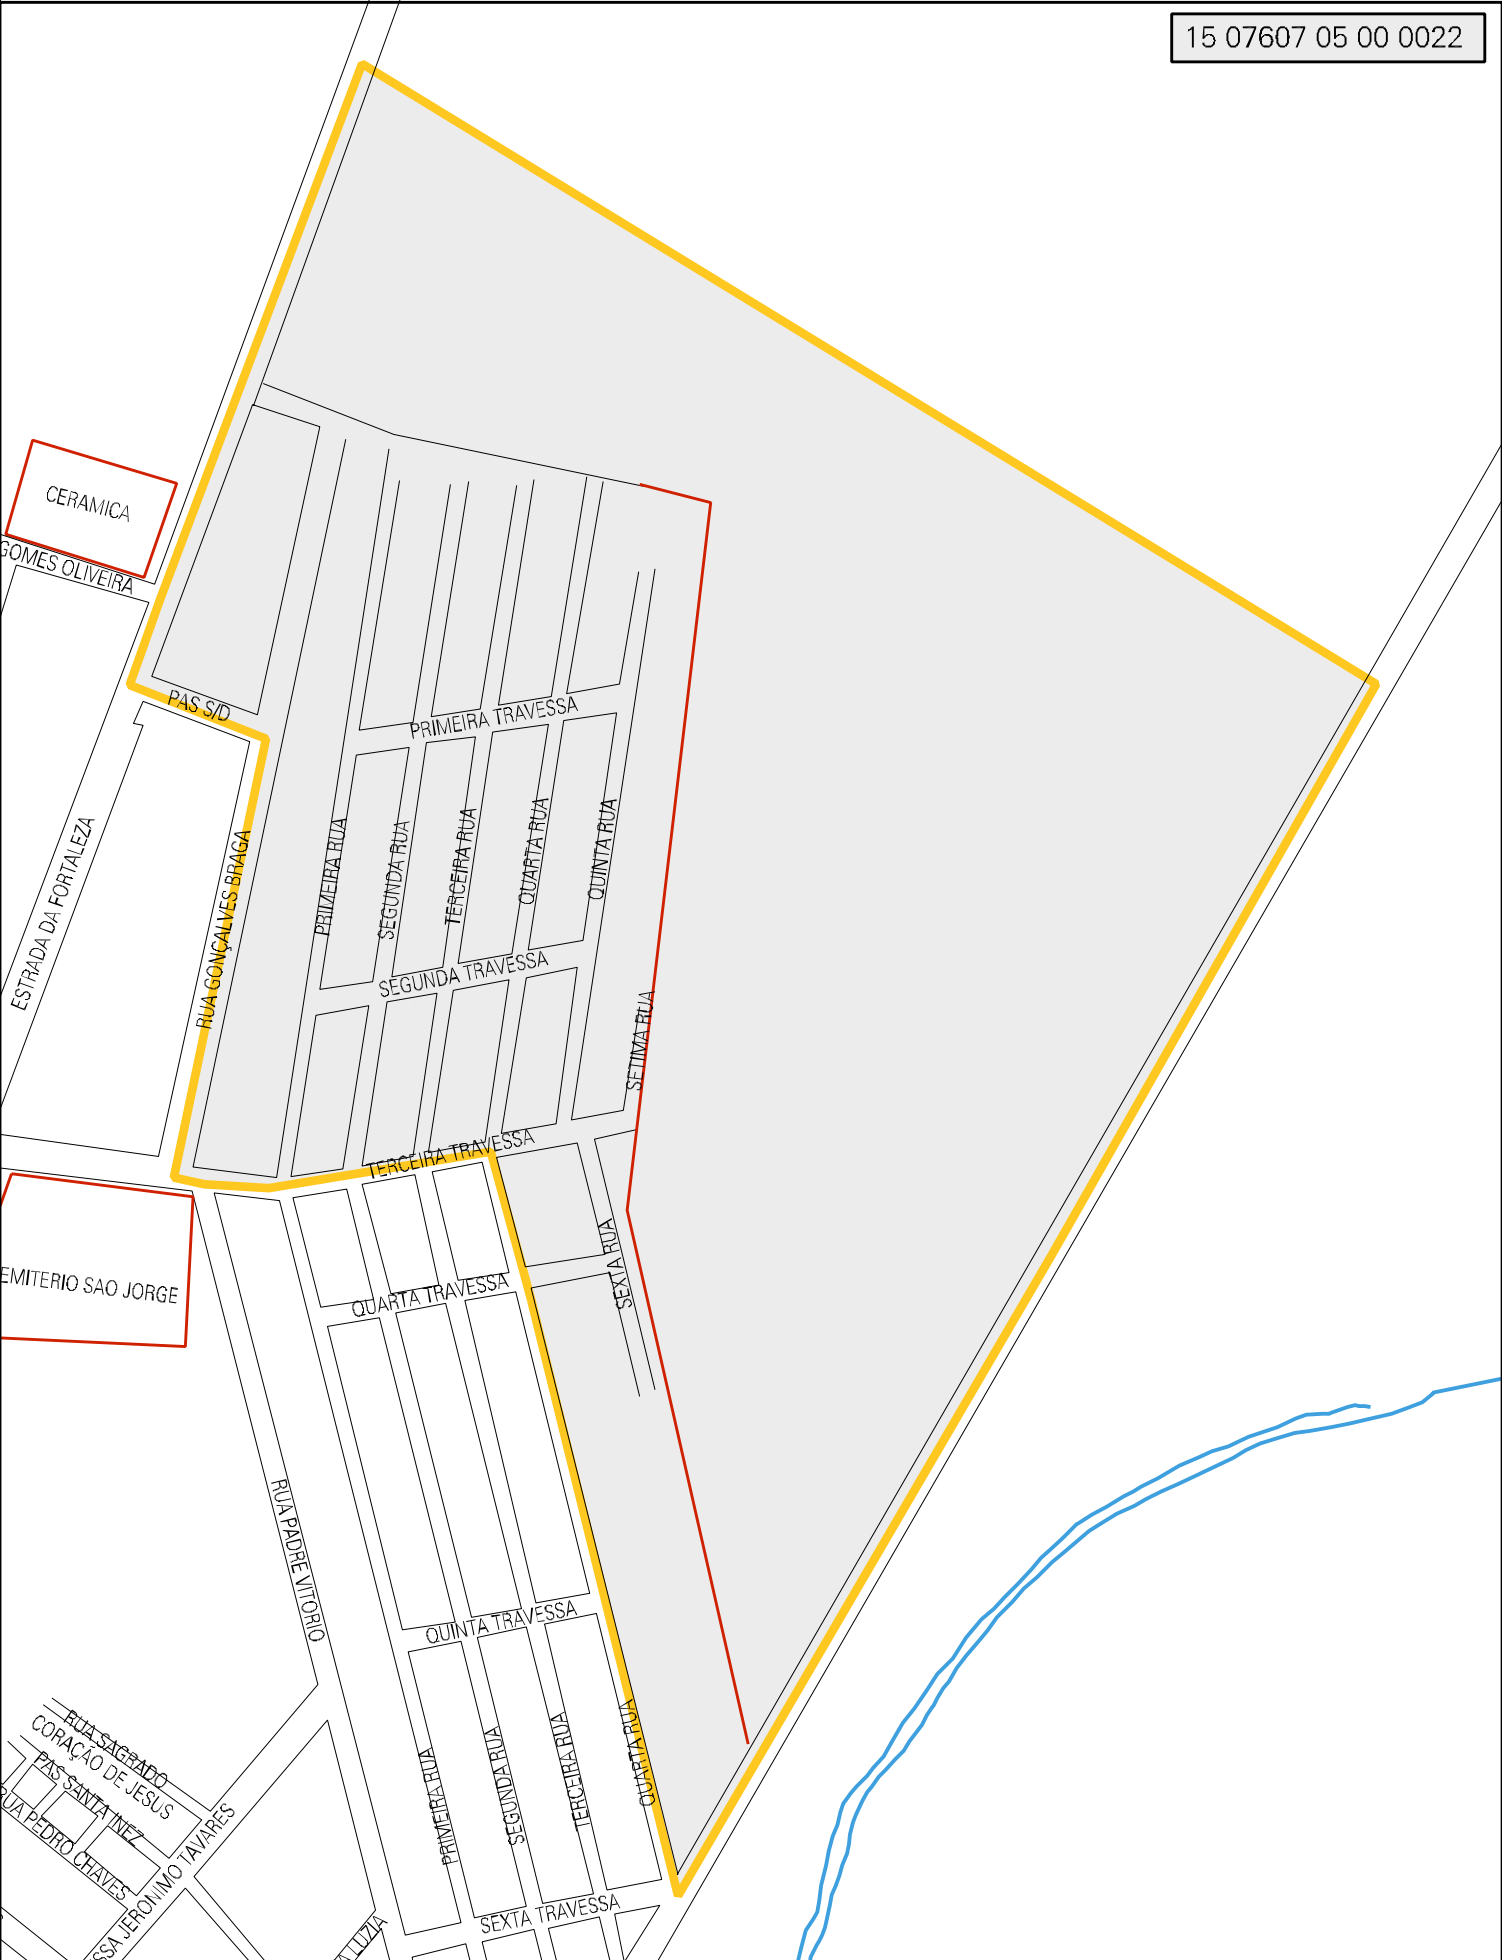 15 07607 05 00 0022
CERAMICA
GOMES OLIVEIRA
PAS S/D
PRIMEIRA TRAVESSA
ESTRADA DA FORTALEZA
RUA GONÇALVES BRAGA
PRIMEIRA RUA
SEGUNDA RUA
TERCEIRA RUA
QUARTA RUA
QUINTA RUA
SEGUNDA TRAVESSA
SETIMA RUA
TERCEIRA TRAVESSA
EMITERIO SAO JORGE
QUARTA TRAVESSA
SEXTA RUA
RUA PADRE VITORIO
QUINTA TRAVESSA
RUA SAGRADO
CORAÇÃO DE JESUS
PAS SANTA INEZ
RUA PEDRO CHAVES
SSA JERONIMO TAVARES
PRIMEIRA RUA
SEGUNDA RUA
TERCEIRA RUA
QUARTA RUA
SEXTA TRAVESSA
A LUZIA